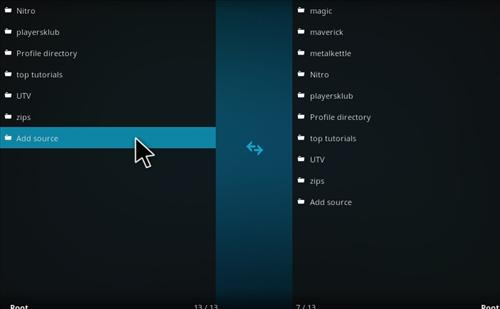 Nitro
playersklub
Profile directory
top tutorials
UTV
zips
Add source
magic
maverick
metalkettle
Nitro
playersklub
Profile directory
top tutorials
UTV
zips
Add source
Root
13 / 13
7 / 13
Root